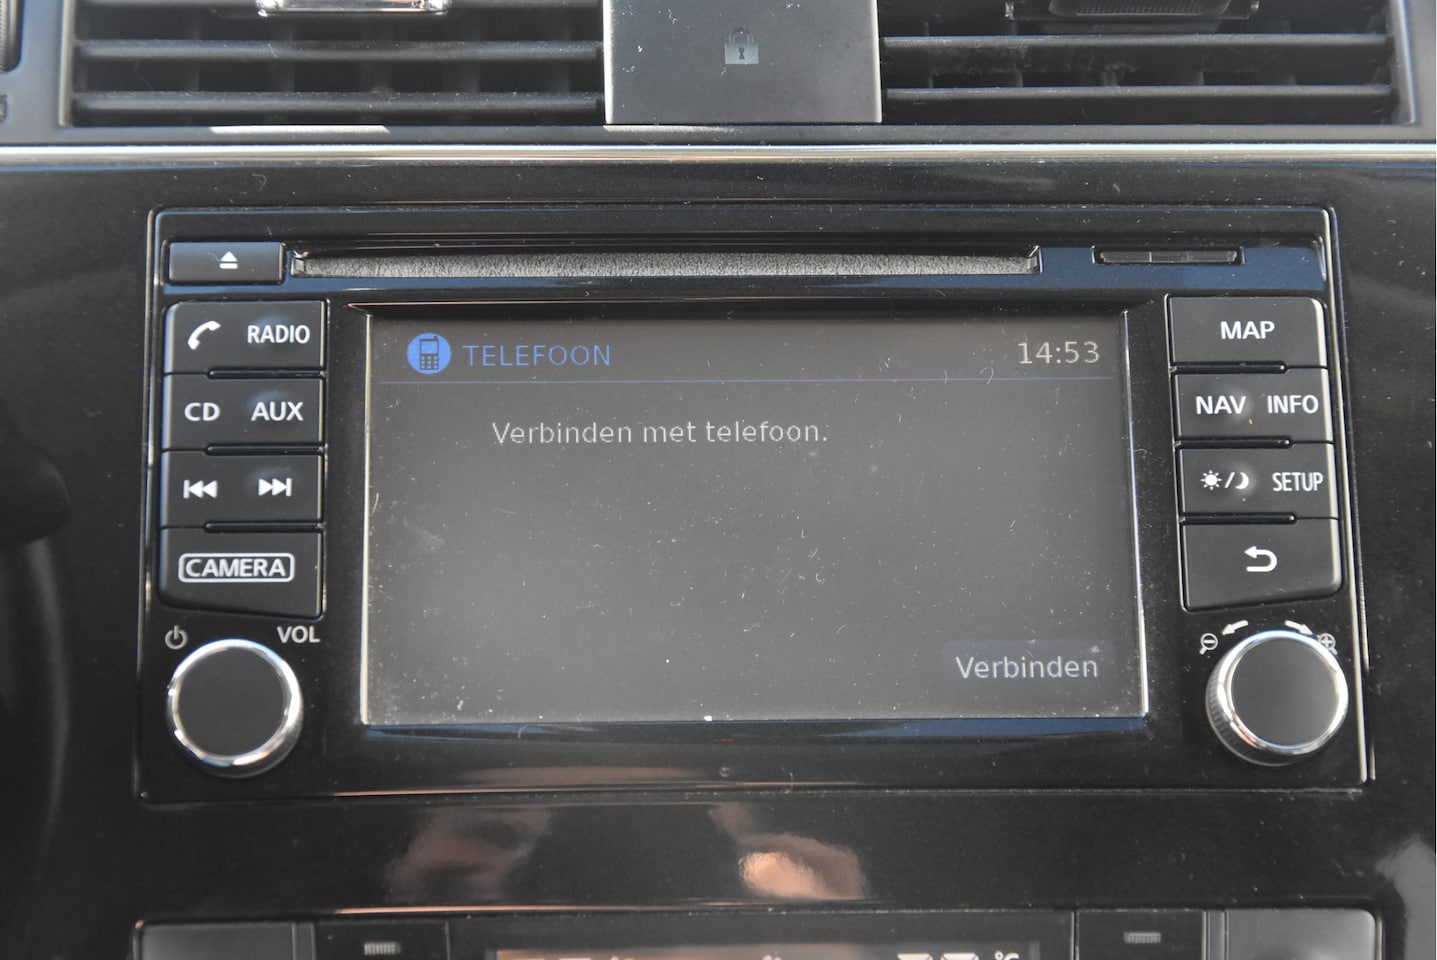 RADIO
CD AUX
CAMERA
VOL
TELEFOON 14:53
Verbinden met telefoon.
Verbinden
MAP
NAV INFO
SETUP